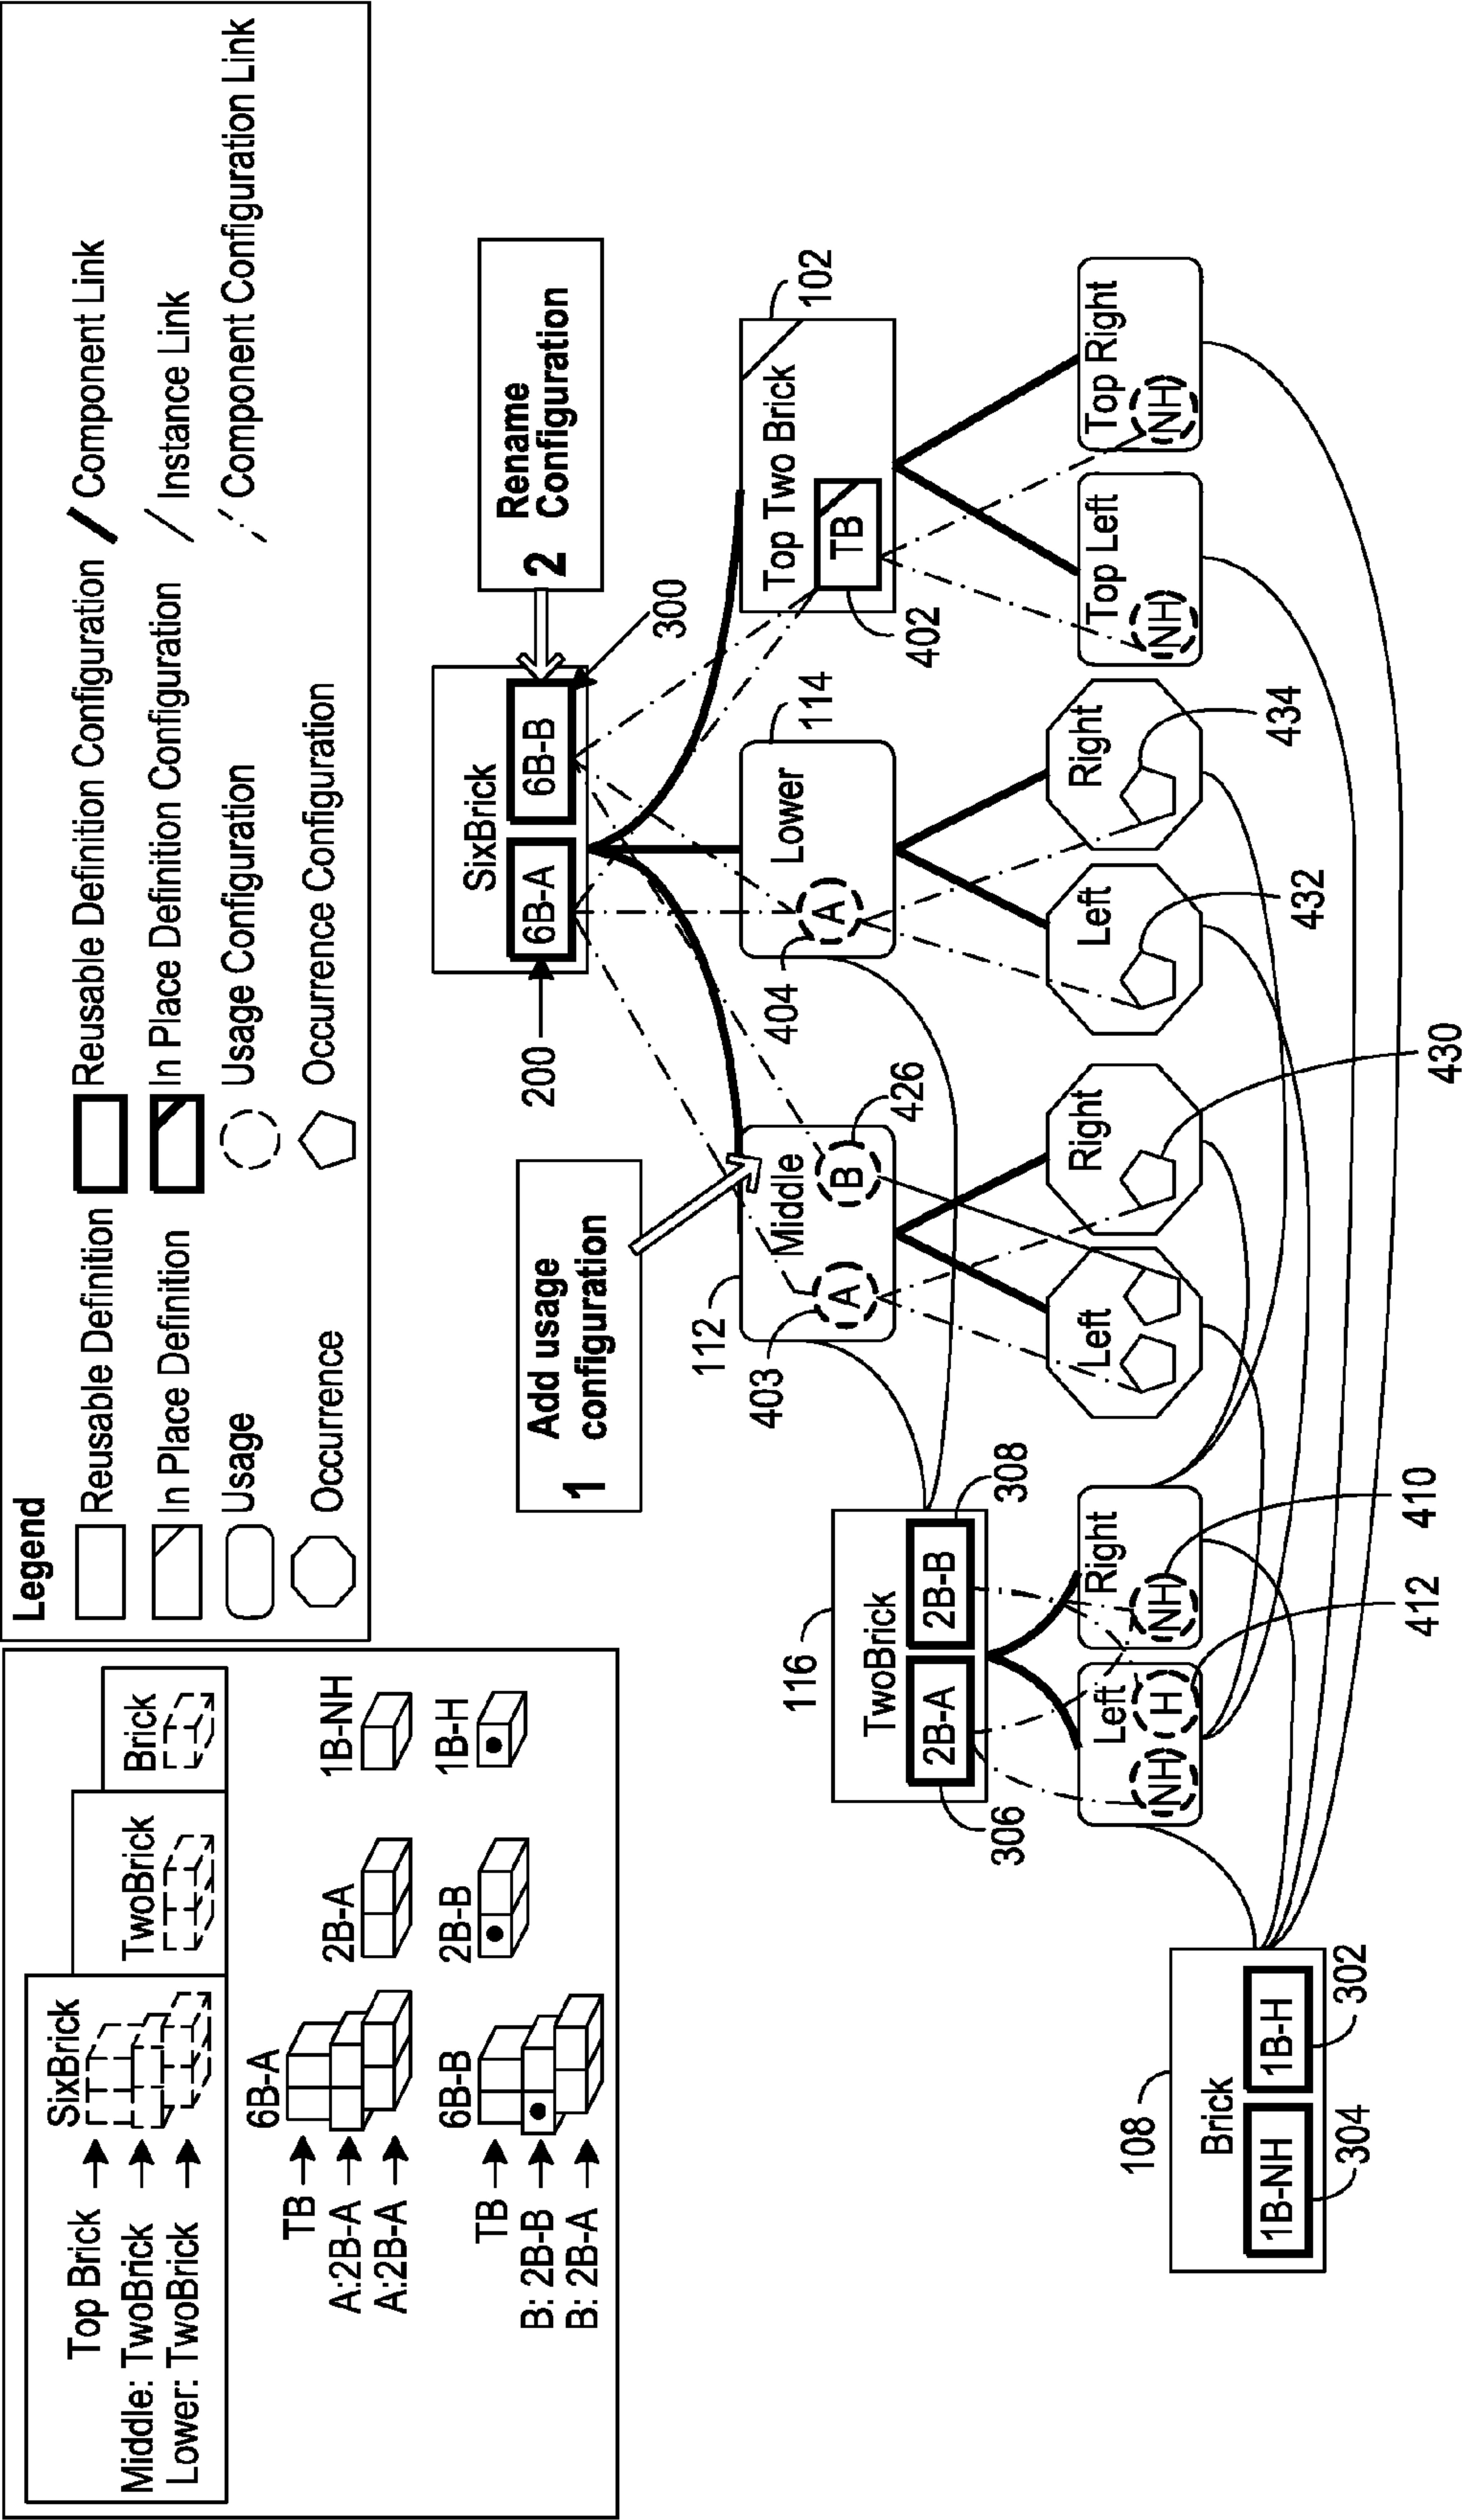 SixBrick
TwoBrick
Brick
Top Brick
Middle: TwoBrick
Lower: TwoBrick
6B-A
2B-A
1B-NH
TB
A:2B-A
A:2B-A
6B-B
2B-B
1B-H
TB
B: 2B-B
B: 2B-A
Legend
Reusable Definition
Reusable Definition Configuration
Component Link
In Place Definition
In Place Definition Configuration
Instance Link
Usage
Usage Configuration
Component Configuration Link
Occurrence
Occurrence Configuration
1 Add usage
configuration
2 Rename
Configuration
SixBrick
6B-A
6B-B
200
300
112
Middle
A
B
403
426
Lower
114
A
404
Top Two Brick
102
TB
402
116
TwoBrick
2B-A
2B-B
306
308
Left
NH
H
Right
NH
412
410
Left
Right
430
Left
Right
432
434
Top Left
NH
Top Right
NH
108
Brick
1B-NH
1B-H
304
302